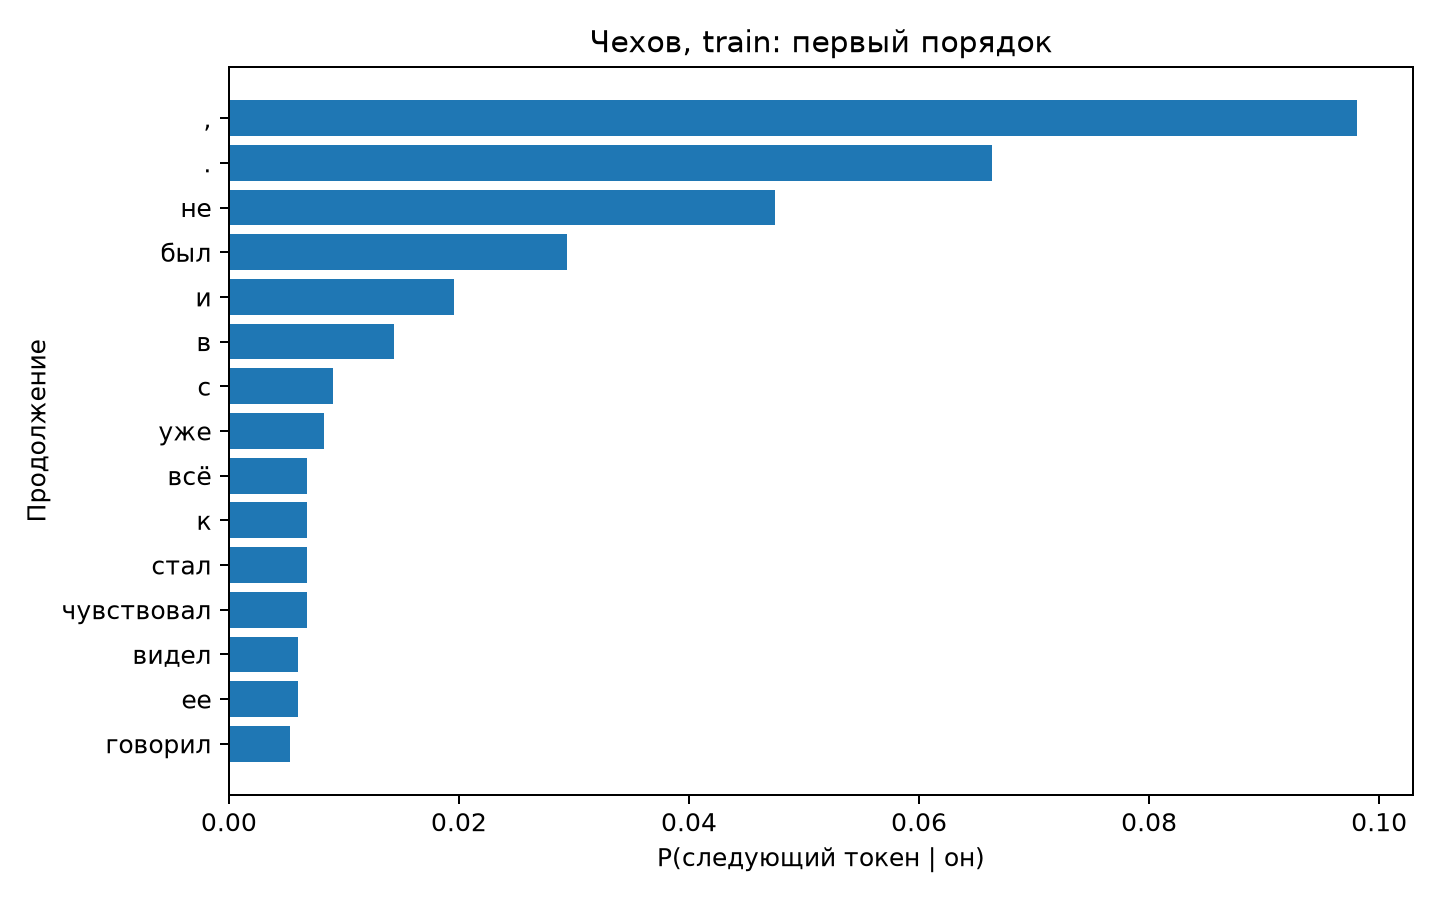 Чехов, train: первый порядок
,
.
не
был
и
в
с
уже
всё
к
стал
чувствовал
видел
ее
говорил
Продолжение
0.00 0.02 0.04 0.06 0.08 0.10
P(следующий токен | он)